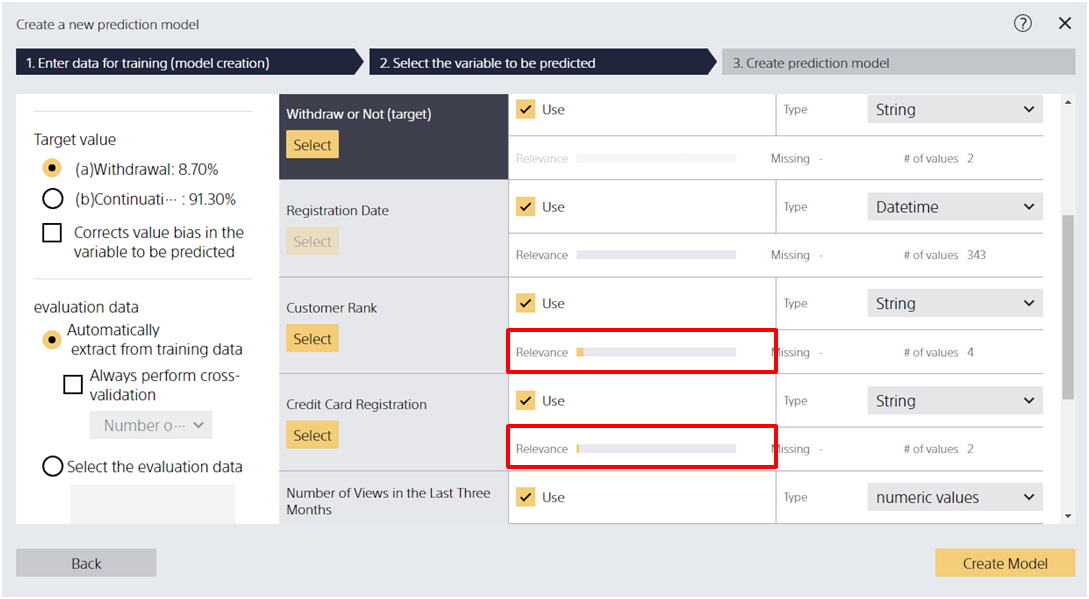 Create a new prediction model
1. Enter data for training (model creation)
2. Select the variable to be predicted
3. Create prediction model
Target value
(a)Withdrawal: 8.70%
(b)Continuati… : 91.30%
Corrects value bias in the
variable to be predicted
evaluation data
Automatically
extract from training data
Always perform cross-
validation
Number o…
Select the evaluation data
Withdraw or Not (target)
Select
Use
Type
String
Relevance
Missing -
# of values 2
Registration Date
Select
Use
Type
Datetime
Relevance
Missing -
# of values 343
Customer Rank
Select
Use
Type
String
Relevance
Missing -
# of values 4
Credit Card Registration
Select
Use
Type
String
Relevance
Missing -
# of values 2
Number of Views in the Last Three
Months
Use
Type
numeric values
Back
Create Model